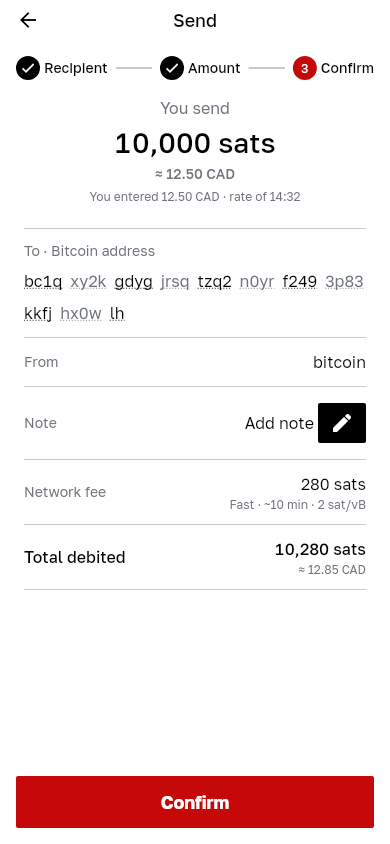 Send
Recipient
Amount
3 Confirm
You send
10,000 sats
≈ 12.50 CAD
You entered 12.50 CAD · rate of 14:32
To · Bitcoin address
bc1q xy2k gdyg jrsq tzq2 n0yr f249 3p83
kkfj hx0w lh
From bitcoin
Note Add note
Network fee 280 sats
Fast · ~10 min · 2 sat/vB
Total debited 10,280 sats
≈ 12.85 CAD
Confirm